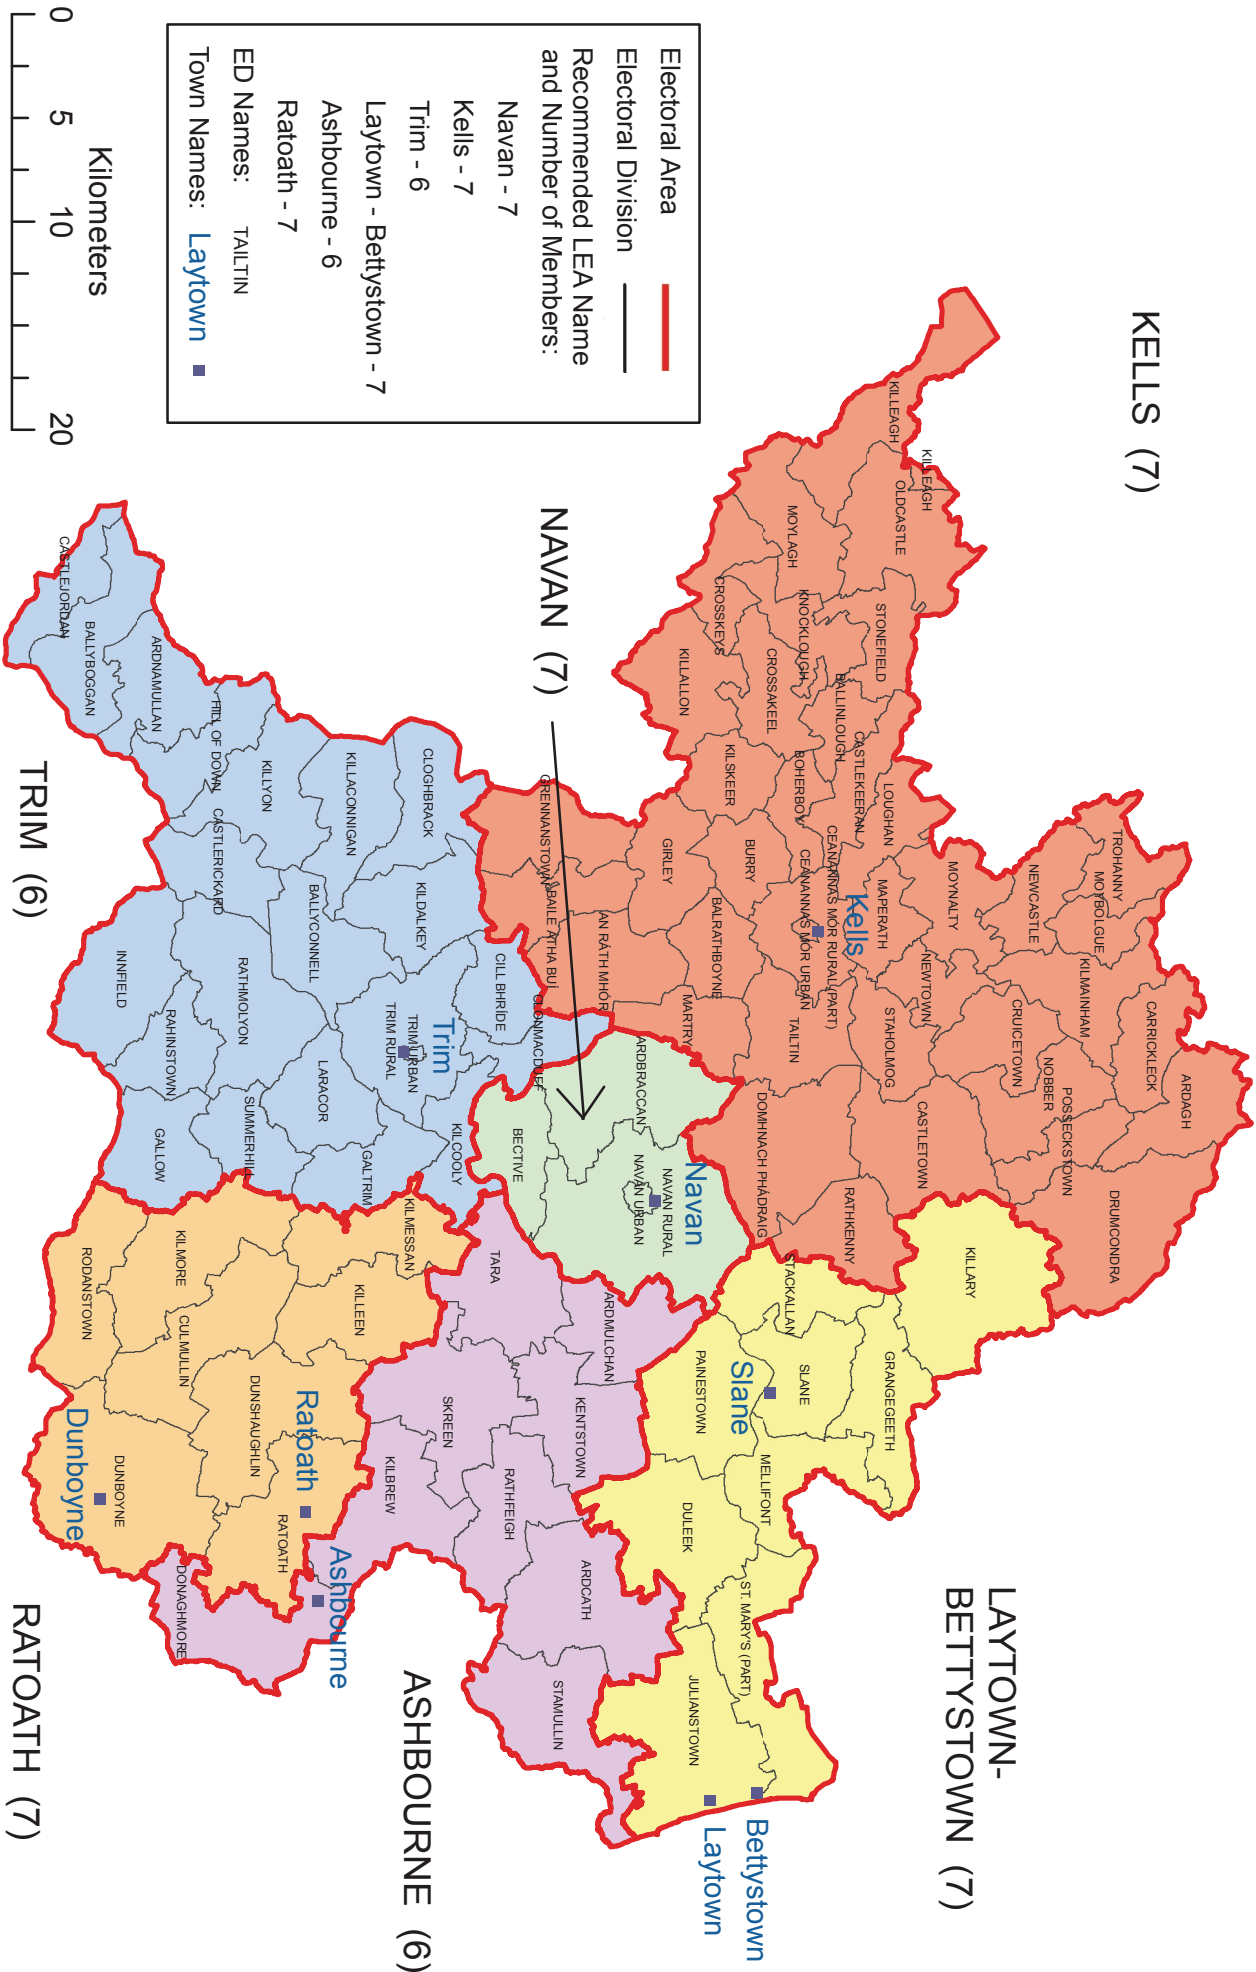 KELLS (7)
LAYTOWN-
BETTYSTOWN (7)
NAVAN (7)
TRIM (6)
ASHBOURNE (6)
RATOATH (7)
Electoral Area
Electoral Division
Recommended LEA Name
and Number of Members:
Navan - 7
Kells - 7
Trim - 6
Laytown - Bettystown - 7
Ashbourne - 6
Ratoath - 7
ED Names: TAILTIN
Town Names: Laytown
Kilometers
0 5 10 20
TROHANNY
MOYBOLGUE
NEWCASTLE
KILMAINHAM
CARRICKLECK
ARDAGH
CRUICETOWN
NOBBER
POSSECKSTOWN
DRUMCONDRA
MOYNALTY
NEWTOWN
STAHOLMOG
CASTLETOWN
KILLEAGH
KILLEAGH
OLDCASTLE
STONEFIELD
MOYLAGH
KNOCKLOUGH
BALLINLOUGH
CASTLEKEERAN
LOUGHAN
MAPERATH
CROSSKEYS
CROSSAKEEL
BOHERBOY
CEANANNAS MÓR RURAL (PART)
CEANANNAS MÓR URBAN
Kells
KILLALLON
KILSKEER
BURRY
GIRLEY
BALRATHBOYNE
TAILTIN
MARTRY
DOMHNACH PHÁDRAIG
RATHKENNY
GRENNANSTOWN
BAILE ÁTHA BUÍ
AN RÁTH MHÓR
KILLARY
STACKALLAN
SLANE
Slane
GRANGEGEETH
PAINESTOWN
MELLIFONT
DULEEK
ST. MARY'S (PART)
JULIANSTOWN
Bettystown
Laytown
ARDBRACCAN
NAVAN RURAL
NAVAN URBAN
Navan
BECTIVE
CLONMACDUFF
CILL BHRÍDE
CLOGHBRACK
KILDALKEY
Trim
TRIM URBAN
TRIM RURAL
KILCOOLY
KILLACONNIGAN
BALLYCONNELL
LARACOR
GALTRIM
KILLYON
HILL OF DOWN
CASTLERICKARD
RATHMOLYON
SUMMERHILL
ARDNAMULLAN
BALLYBOGGAN
CASTLEJORDAN
INNFIELD
RAHINSTOWN
GALLOW
TARA
ARDMULCHAN
KENTSTOWN
SKREEN
RATHFEIGH
KILBREW
ARDCATH
STAMULLIN
Ashbourne
DONAGHMORE
KILMESSAN
KILLEEN
KILMORE
CULMULLIN
RODANSTOWN
DUNSHAUGHLIN
Ratoath
RATOATH
DUNBOYNE
Dunboyne